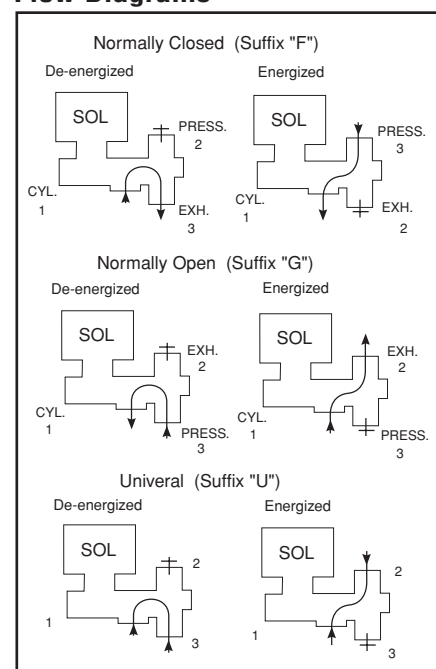 Flow Diagrams
Normally Closed (Suffix "F")
De-energized
SOL
PRESS.
2
CYL.
1
EXH.
3
Energized
SOL
PRESS.
3
CYL.
1
EXH.
2
Normally Open (Suffix "G")
De-energized
SOL
EXH.
2
CYL.
1
PRESS.
3
Energized
SOL
EXH.
2
CYL.
1
PRESS.
3
Univeral (Suffix "U")
De-energized
SOL
2
1
3
Energized
SOL
2
1
3